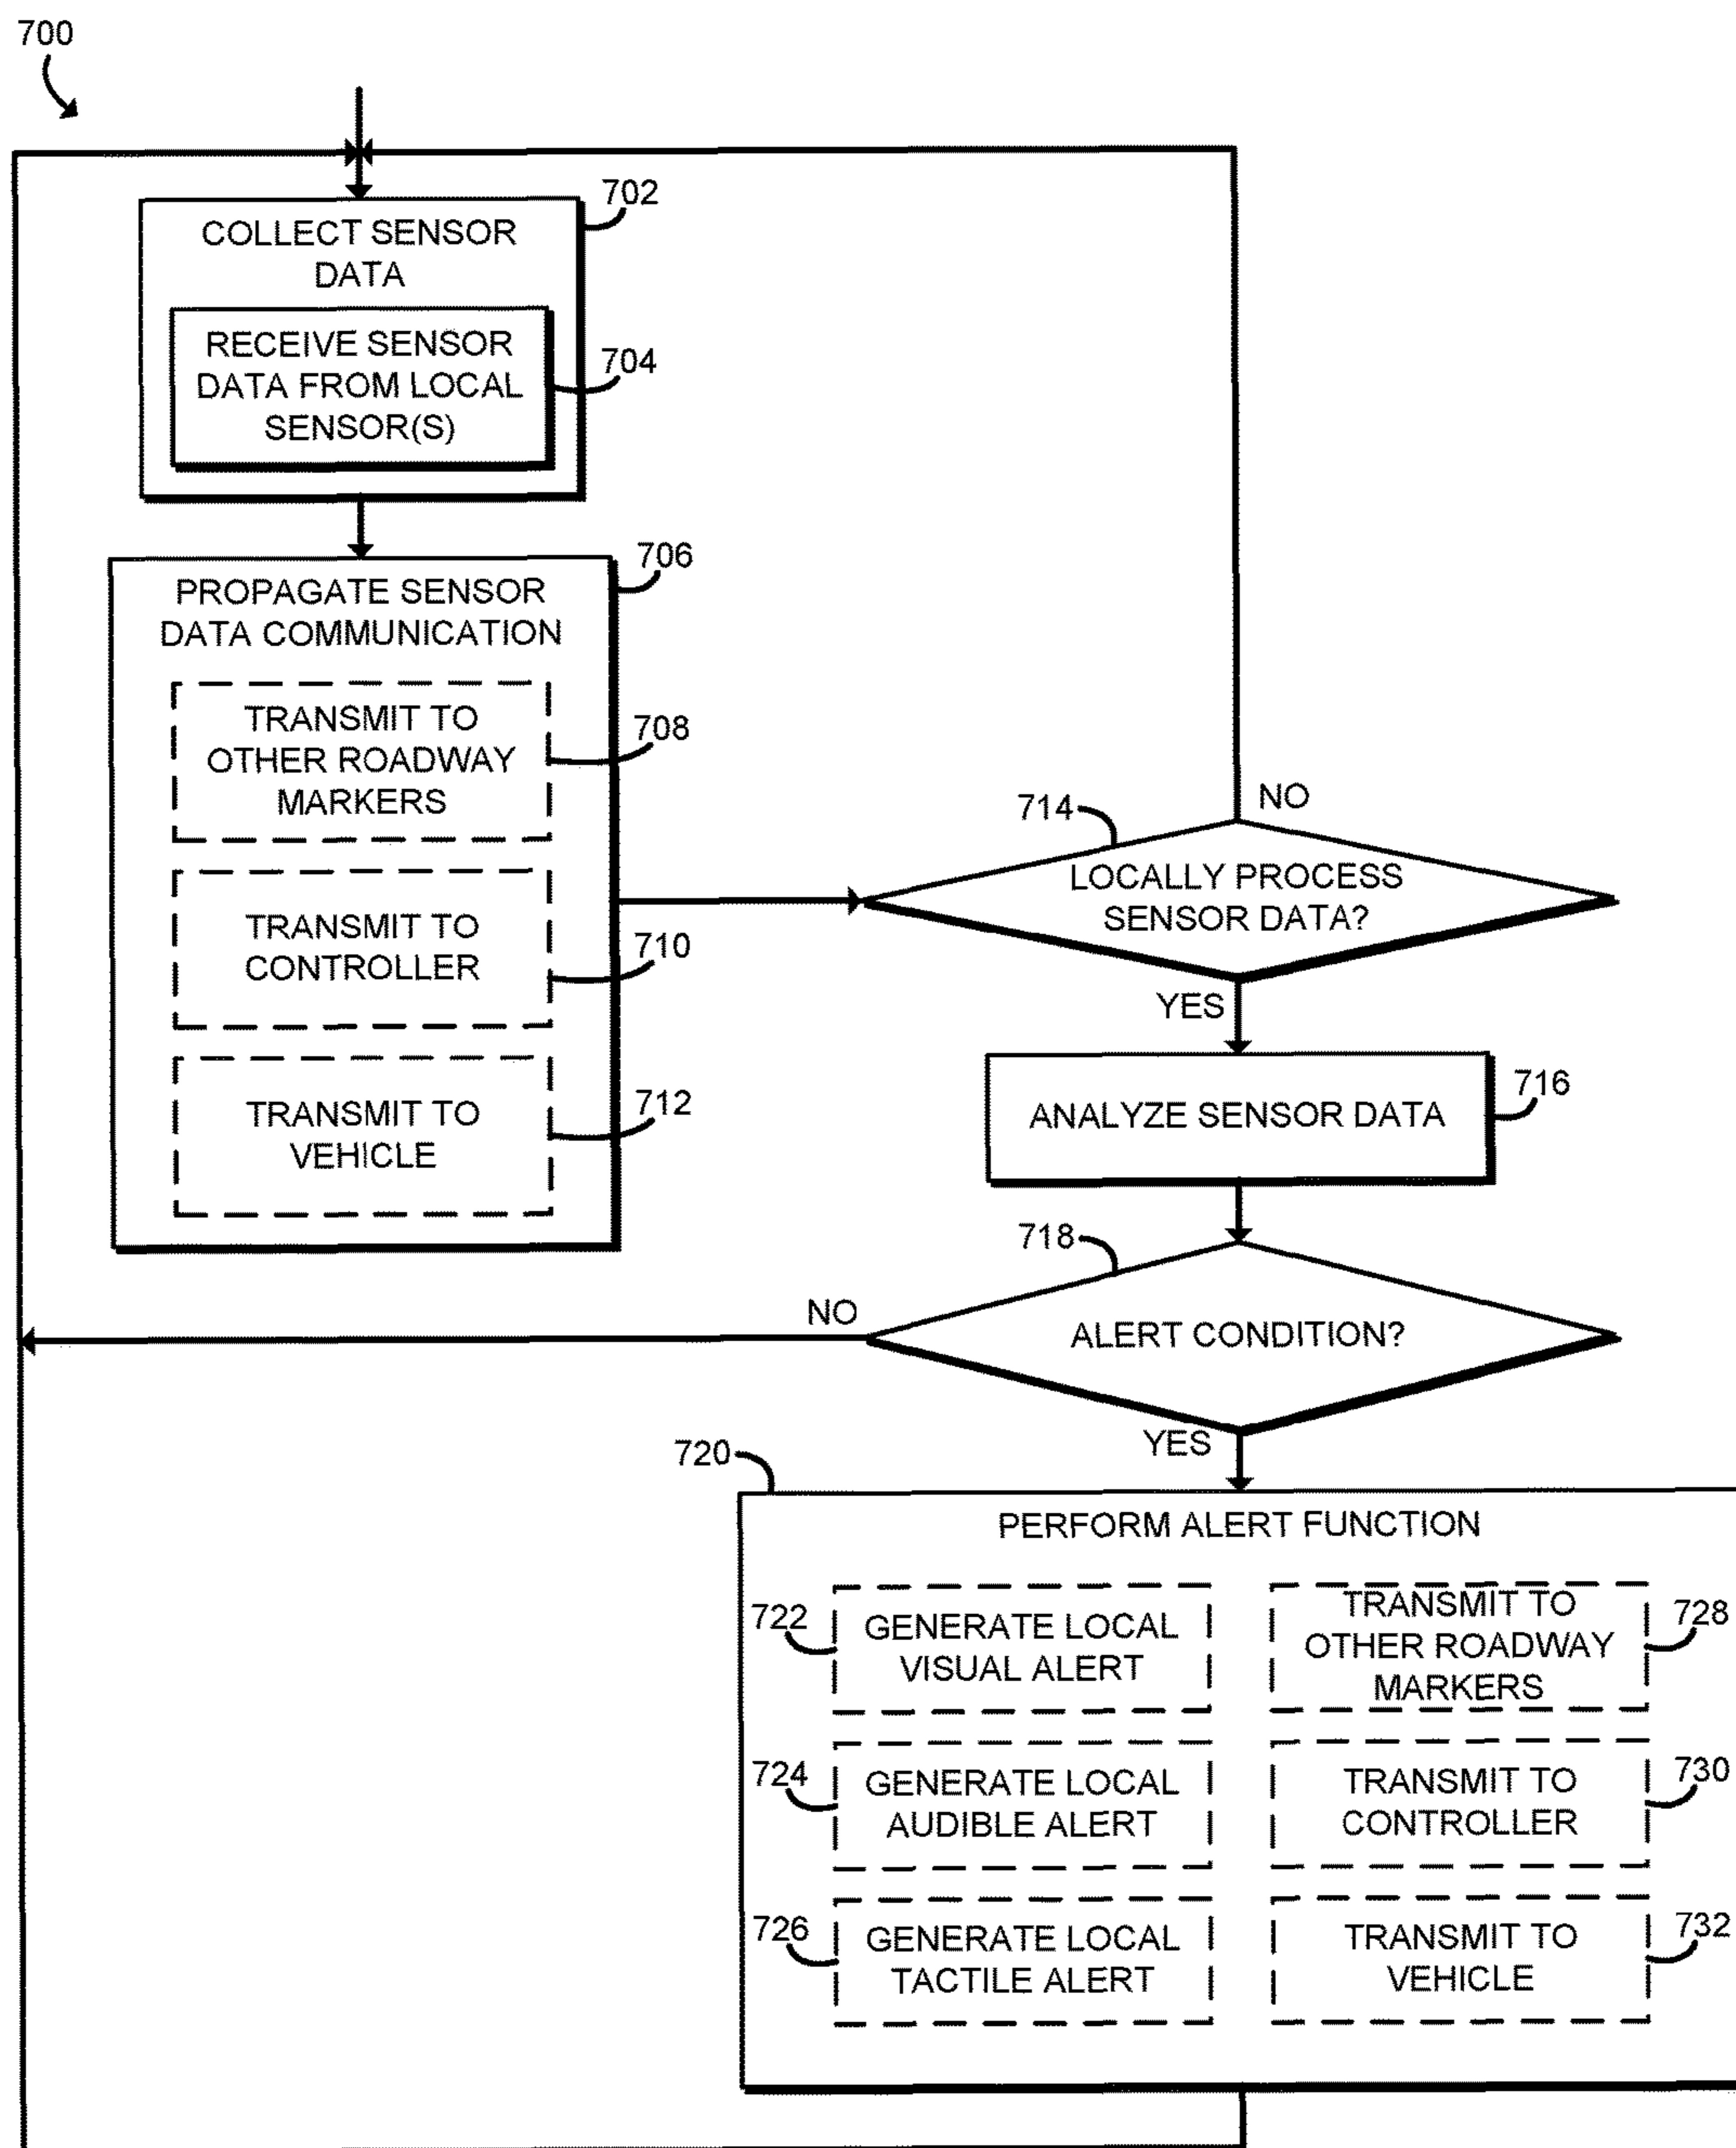 700
702
COLLECT SENSOR
DATA
704
RECEIVE SENSOR
DATA FROM LOCAL
SENSOR(S)
706
PROPAGATE SENSOR
DATA COMMUNICATION
708
TRANSMIT TO
OTHER ROADWAY
MARKERS
710
TRANSMIT TO
CONTROLLER
712
TRANSMIT TO
VEHICLE
714
NO
LOCALLY PROCESS
SENSOR DATA?
YES
716
ANALYZE SENSOR DATA
718
NO
ALERT CONDITION?
YES
720
PERFORM ALERT FUNCTION
722
GENERATE LOCAL
VISUAL ALERT
724
GENERATE LOCAL
AUDIBLE ALERT
726
GENERATE LOCAL
TACTILE ALERT
728
TRANSMIT TO
OTHER ROADWAY
MARKERS
730
TRANSMIT TO
CONTROLLER
732
TRANSMIT TO
VEHICLE